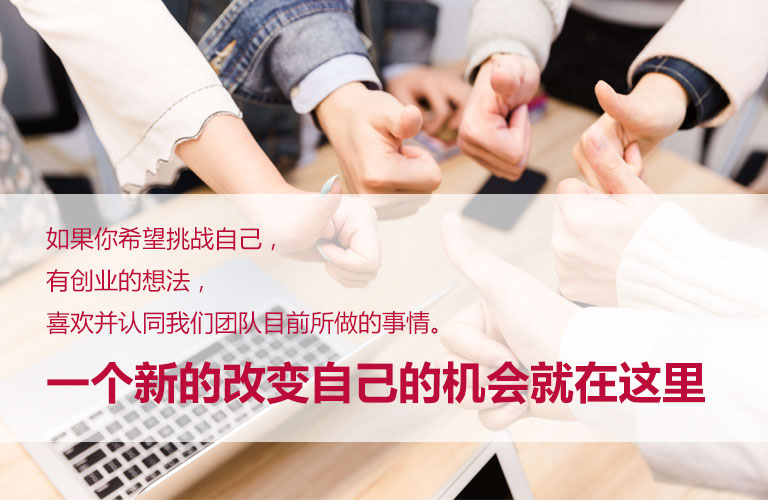 如果你希望挑战自己，
有创业的想法，
喜欢并认同我们团队目前所做的事情。
一个新的改变自己的机会就在这里